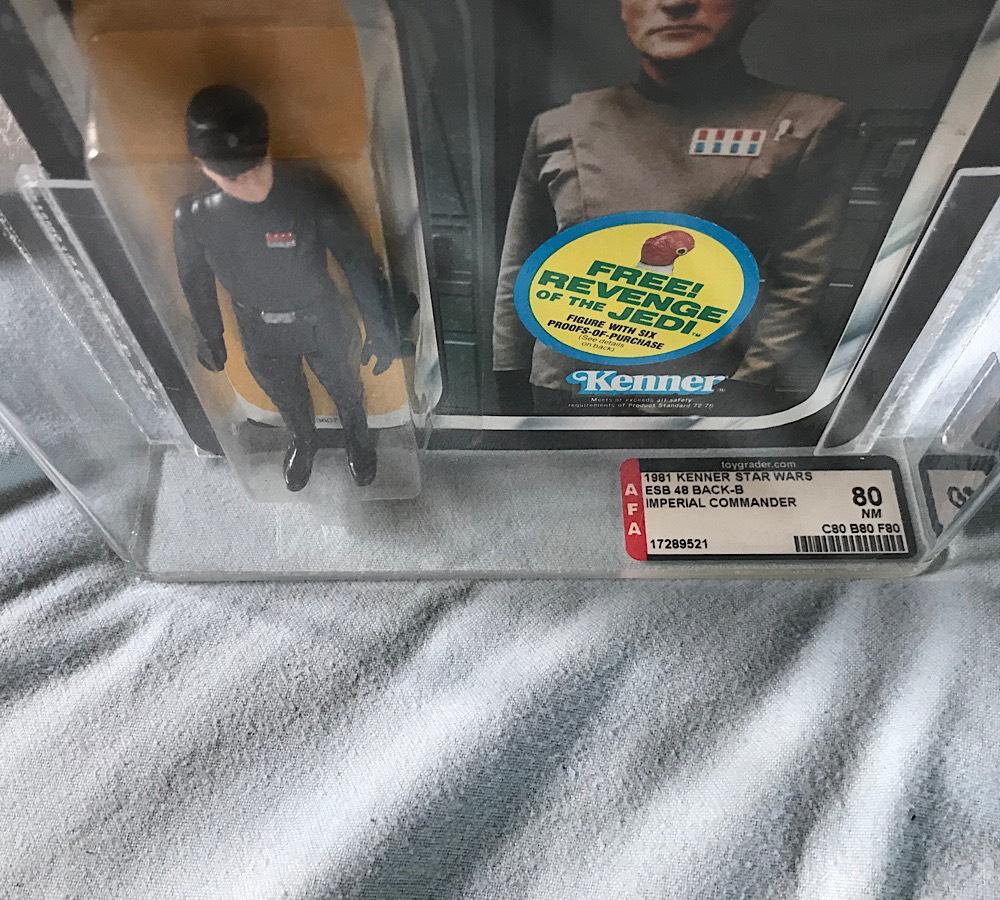 FREE!
REVENGE
OF THE JEDI™
FIGURE WITH SIX
PROOFS-OF-PURCHASE
(See details
on back)
Kenner
Meets or exceeds all safety
requirements of Product Standard 72-76
toygrader.com
AFA
1981 KENNER STAR WARS
ESB 48 BACK-B
IMPERIAL COMMANDER
80
NM
C80 B80 F80
17289521